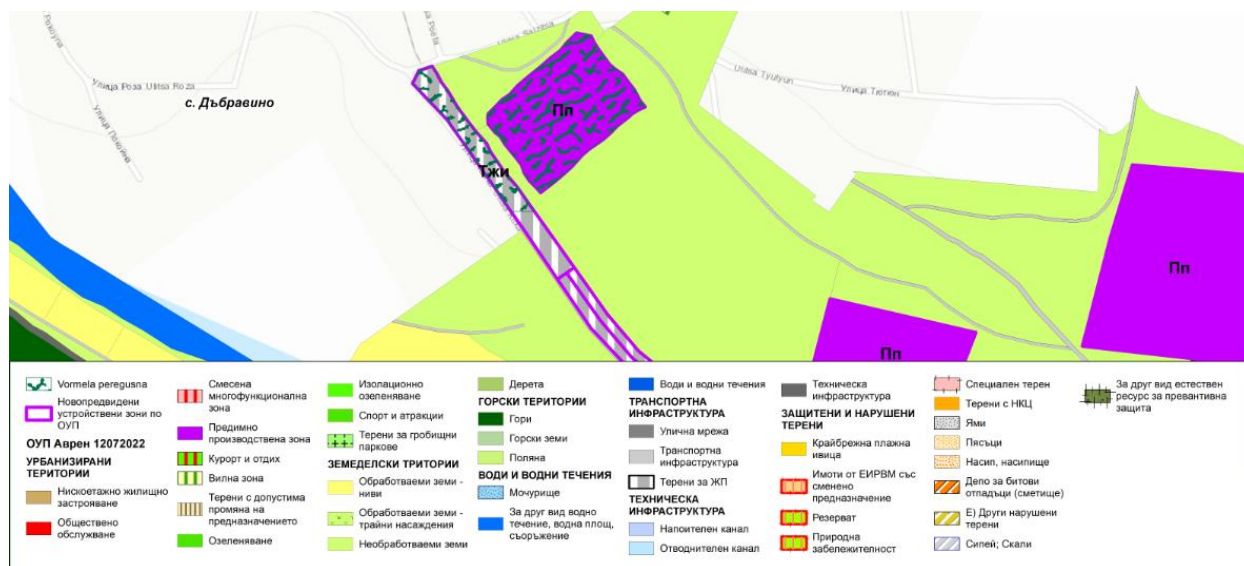 Улица Роза Ulitsa Roza
с. Дъбравино
Улица Покойна
Ulitsa Tyutyun
Улица Тютюн
Пп
Тжи
Пп
Пп
Vormela peregusna
Новопредвидени
устройствени зони по
ОУП
ОУП Аврен 12072022
УРБАНИЗИРАНИ
ТЕРИТОРИИ
Нискоетажно жилищно
застрояване
Обществено
обслужване
Смесена
многофункционална
зона
Предимно
производствена зона
Курорт и отдих
Вилна зона
Терени с допустима
промяна на
предназначението
Озеленяване
Изолационно
озеленяване
Спорт и атракции
Терени за гробищни
паркове
ЗЕМЕДЕЛСКИ ТРИТОРИИ
Обработваеми земи -
ниви
Обработваеми земи -
трайни насаждения
Необработваеми земи
Дерета
ГОРСКИ ТЕРИТОРИИ
Гори
Горски земи
Поляна
ВОДИ И ВОДНИ ТЕЧЕНИЯ
Мочурище
За друг вид водно
течение, водна площ,
съоръжение
Води и водни течения
ТРАНСПОРТНА
ИНФРАСТРУКТУРА
Улична мрежа
Транспортна
инфраструктура
Терени за ЖП
ТЕХНИЧЕСКА
ИНФРАСТРУКТУРА
Напоителен канал
Отводнителен канал
Техническа
инфраструктура
ЗАЩИТЕНИ И НАРУШЕНИ
ТЕРЕНИ
Крайбрежна плажна
ивица
Имоти от ЕИРВМ със
сменено
предназначение
Резерват
Природна
забележителност
Специален терен
Терени с НКЦ
Ями
Пясъци
Насип, насипище
Депо за битови
отпадъци (сметище)
Е) Други нарушени
терени
Сипей; Скали
За друг вид естествен
ресурс за превантивна
защита